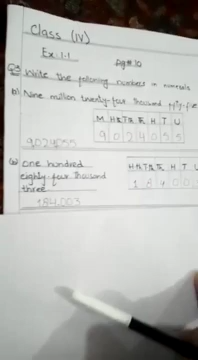 Class (IV)
Ex: 1.1
pg# 10
Q3 Write the following numbers in numerals
b) Nine million twenty four thousand fifty-five
M H.Th T.Th Th H T U
9 0 2 4 0 5 5
9024055
(a) one hundred
eighty four thousand
three
H.Th T.Th Th H T U
1 8 4 0 0
184003